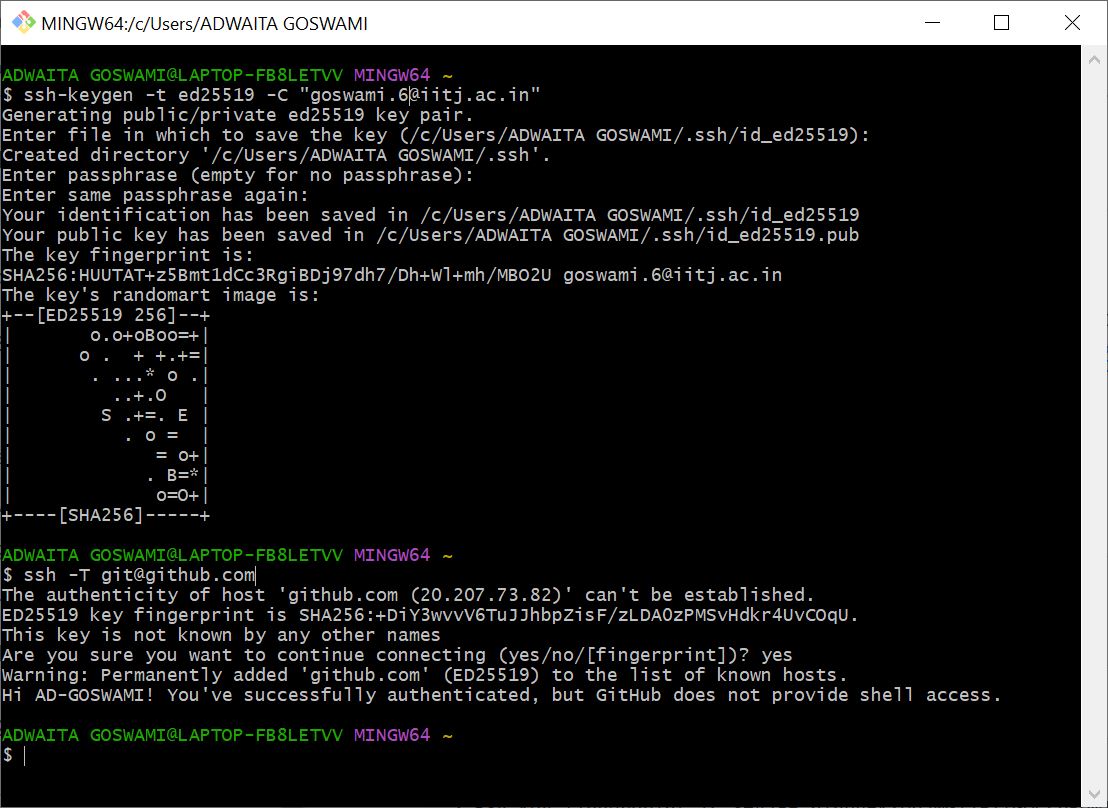 MINGW64:/c/Users/ADWAITA GOSWAMI
ADWAITA GOSWAMI@LAPTOP-FB8LETVV MINGW64 ~
$ ssh-keygen -t ed25519 -C "goswami.6@iitj.ac.in"
Generating public/private ed25519 key pair.
Enter file in which to save the key (/c/Users/ADWAITA GOSWAMI/.ssh/id_ed25519):
Created directory '/c/Users/ADWAITA GOSWAMI/.ssh'.
Enter passphrase (empty for no passphrase):
Enter same passphrase again:
Your identification has been saved in /c/Users/ADWAITA GOSWAMI/.ssh/id_ed25519
Your public key has been saved in /c/Users/ADWAITA GOSWAMI/.ssh/id_ed25519.pub
The key fingerprint is:
SHA256:HUUTAT+z5Bmt1dCc3RgiBDj97dh7/Dh+Wl+mh/MBO2U goswami.6@iitj.ac.in
The key's randomart image is:
+--[ED25519 256]--+
|       o.o+oBoo=+|
|      o .  + +.+=|
|       . ...* o .|
|         ..+.O   |
|        S .+=. E |
|          . o =  |
|             = o+|
|            . B=*|
|             o=O+|
+----[SHA256]-----+
ADWAITA GOSWAMI@LAPTOP-FB8LETVV MINGW64 ~
$ ssh -T git@github.com
The authenticity of host 'github.com (20.207.73.82)' can't be established.
ED25519 key fingerprint is SHA256:+DiY3wvvV6TuJJhbpZisF/zLDA0zPMSvHdkr4UvCOqU.
This key is not known by any other names
Are you sure you want to continue connecting (yes/no/[fingerprint])? yes
Warning: Permanently added 'github.com' (ED25519) to the list of known hosts.
Hi AD-GOSWAMI! You've successfully authenticated, but GitHub does not provide shell access.
ADWAITA GOSWAMI@LAPTOP-FB8LETVV MINGW64 ~
$